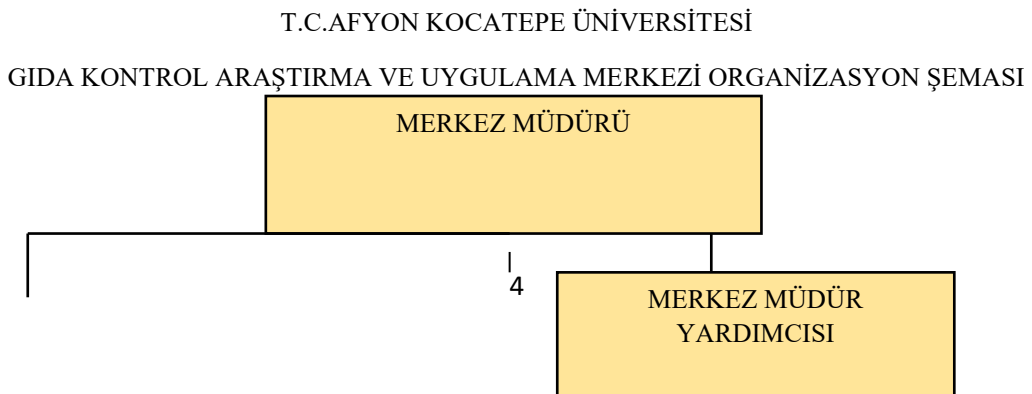 T.C.AFYON KOCATEPE ÜNİVERSİTESİ
GIDA KONTROL ARAŞTIRMA VE UYGULAMA MERKEZİ ORGANİZASYON ŞEMASI
MERKEZ MÜDÜRÜ
4
MERKEZ MÜDÜR
YARDIMCISI